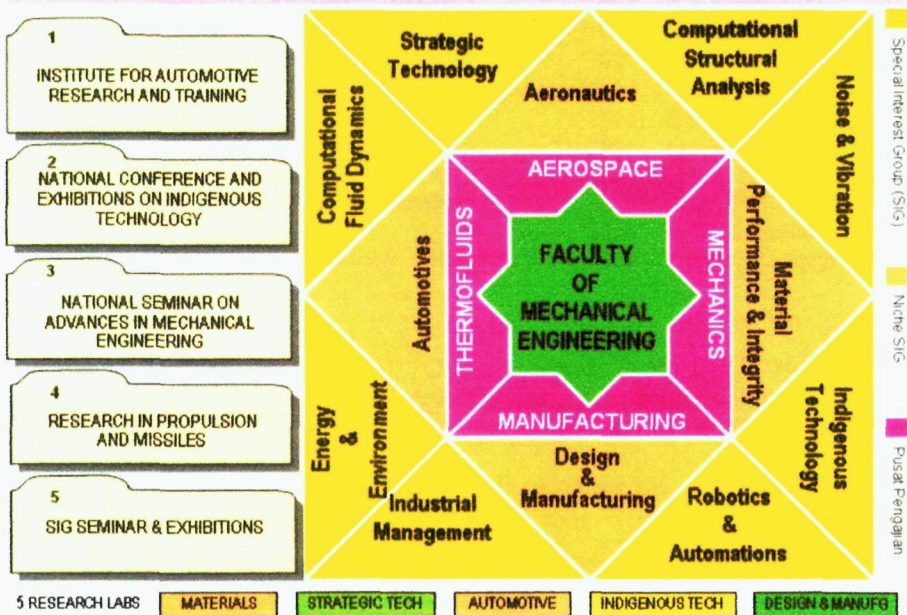 1
INSTITUTE FOR AUTOMOTIVE
RESEARCH AND TRAINING
2
NATIONAL CONFERENCE AND
EXHIBITIONS ON INDIGENOUS
TECHNOLOGY
3
NATIONAL SEMINAR ON
ADVANCES IN MECHANICAL
ENGINEERING
4
RESEARCH IN PROPULSION
AND MISSILES
5
SIG SEMINAR & EXHIBITIONS
Strategic
Technology
Computational
Structural
Analysis
Aeronautics
Computational
Fluid Dynamics
Noise & Vibration
AEROSPACE
Automotives
THERMOFLUIDS
FACULTY
OF
MECHANICAL
ENGINEERING
MECHANICS
Material
Performance & Integrity
MANUFACTURING
Energy
&
Environment
Industrial
Management
Design
&
Manufacturing
Robotics
&
Automations
Indigenous
Technology
Special Interest Group (SIG)
Niche SIG
Pusat Pengajian
5 RESEARCH LABS
MATERIALS
STRATEGIC TECH
AUTOMOTIVE
INDIGENOUS TECH
DESIGN & MANUFG